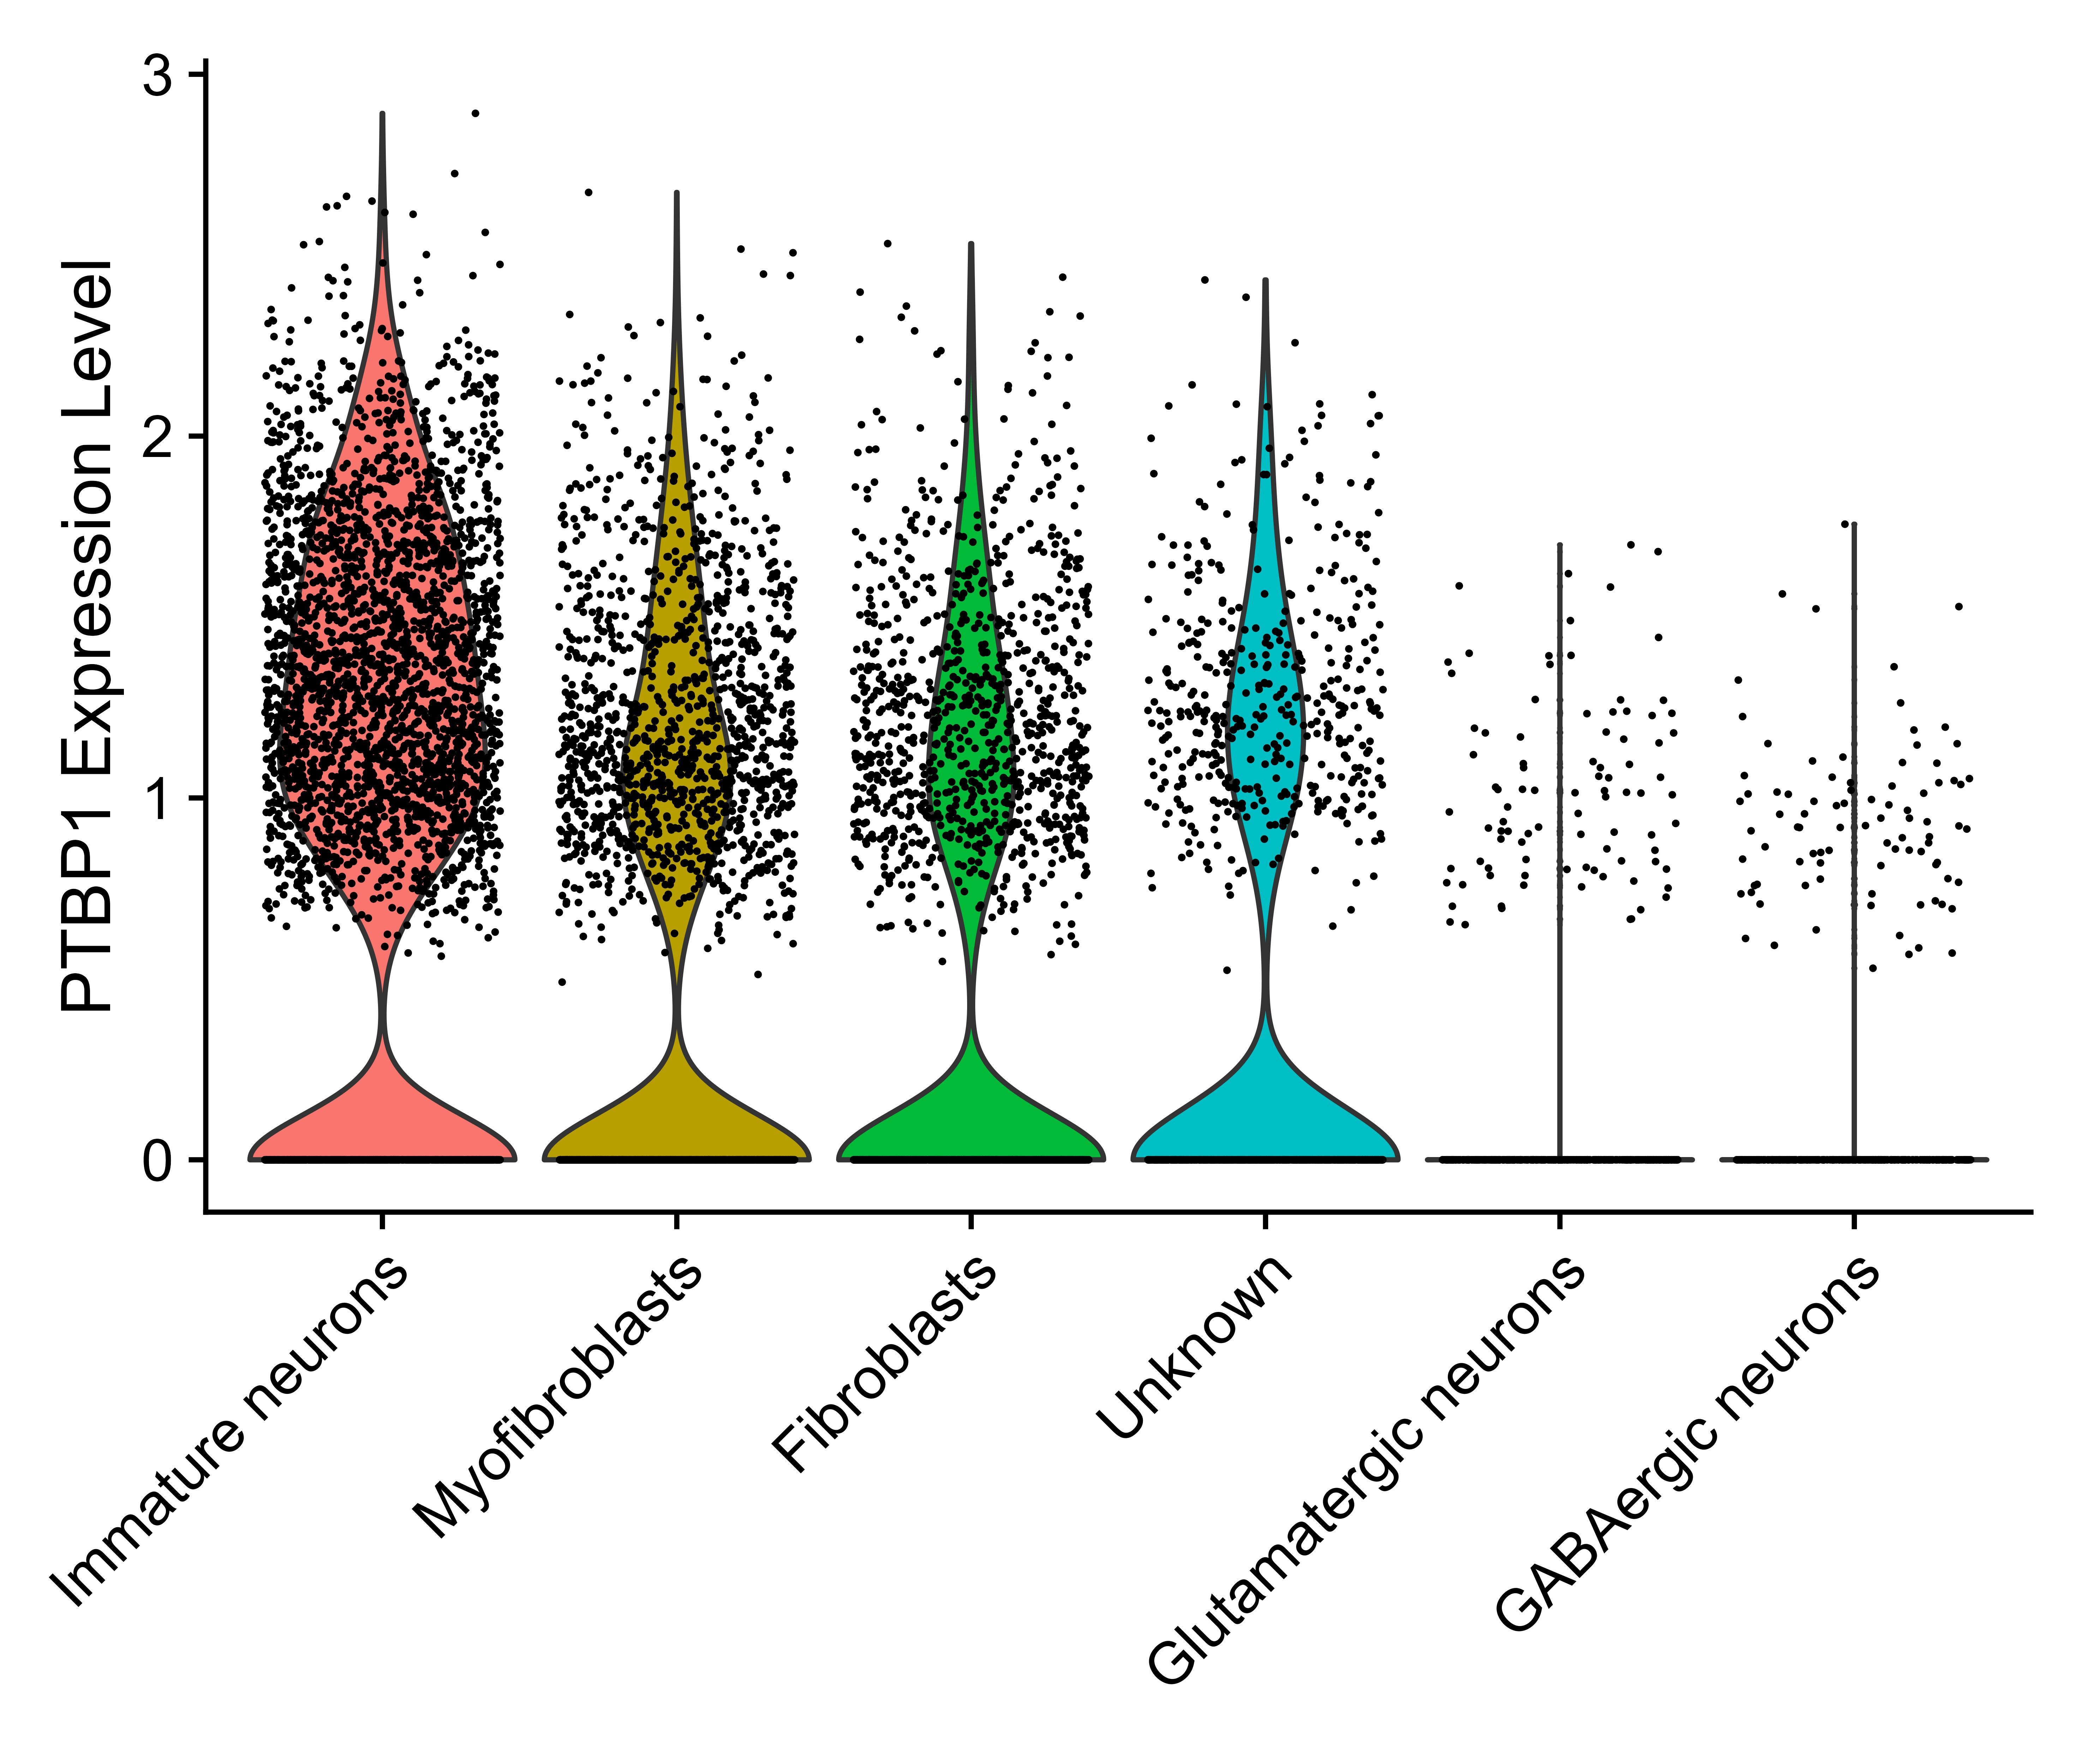 PTBP1 Expression Level
3
2
1
0
Immature neurons
Myofibroblasts
Fibroblasts
Unknown
Glutamatergic neurons
GABAergic neurons